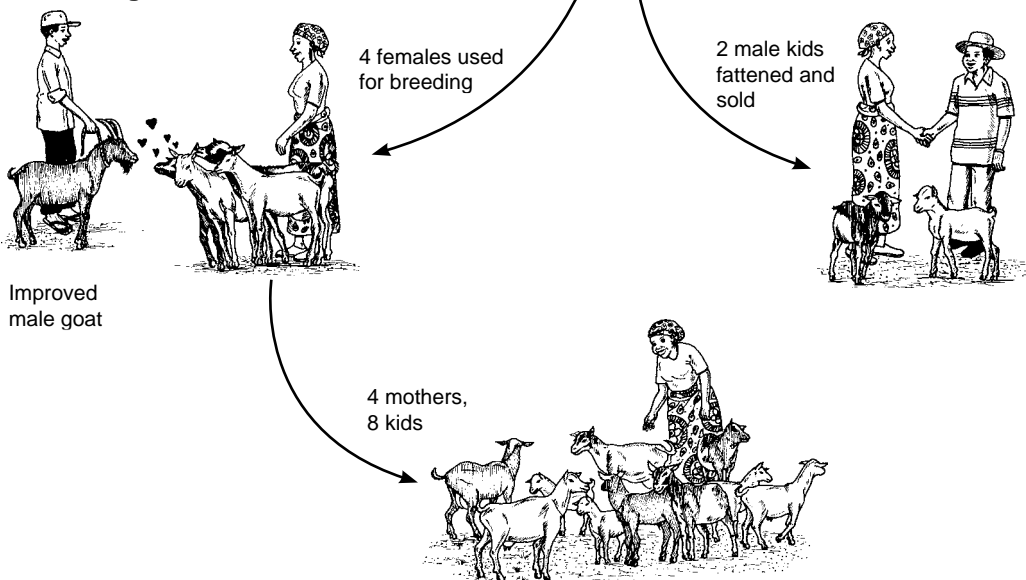 4 females used
for breeding
2 male kids
fattened and
sold
Improved
male goat
4 mothers,
8 kids